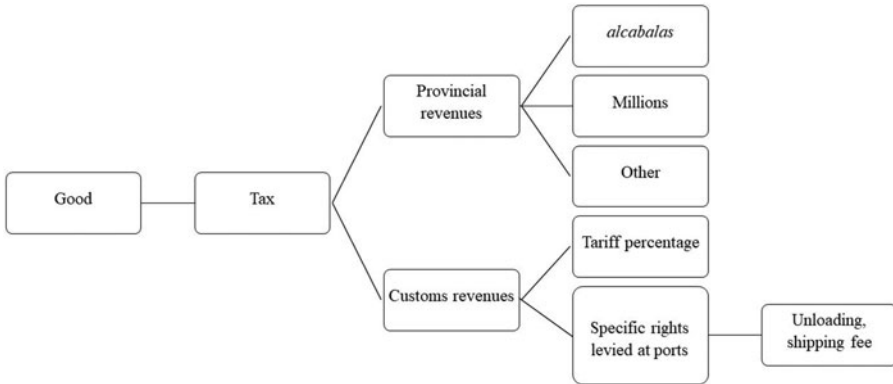 alcabalas
Provincial
revenues
Millions
Other
Good
Tax
Tariff percentage
Customs revenues
Specific rights
levied at ports
Unloading,
shipping fee